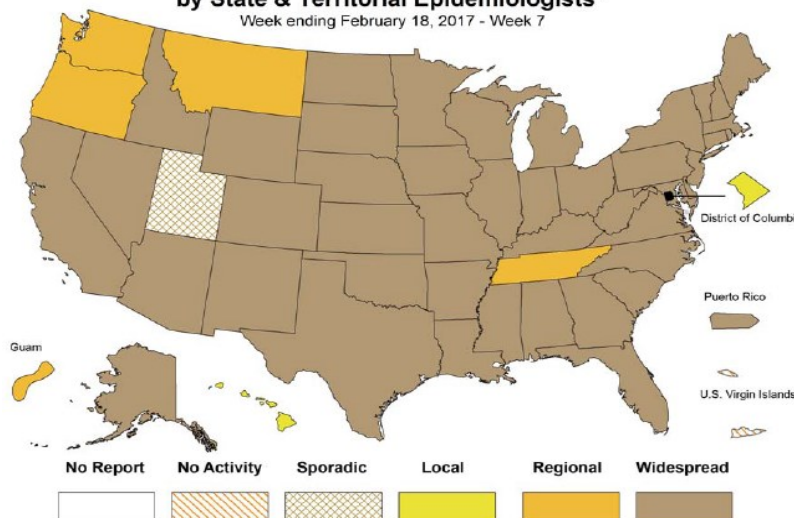 by State & Territorial Epidemiologists
Week ending February 18, 2017 - Week 7
District of Columbi
Puerto Rico
Guam
U.S. Virgin Islands
No Report
No Activity
Sporadic
Local
Regional
Widespread